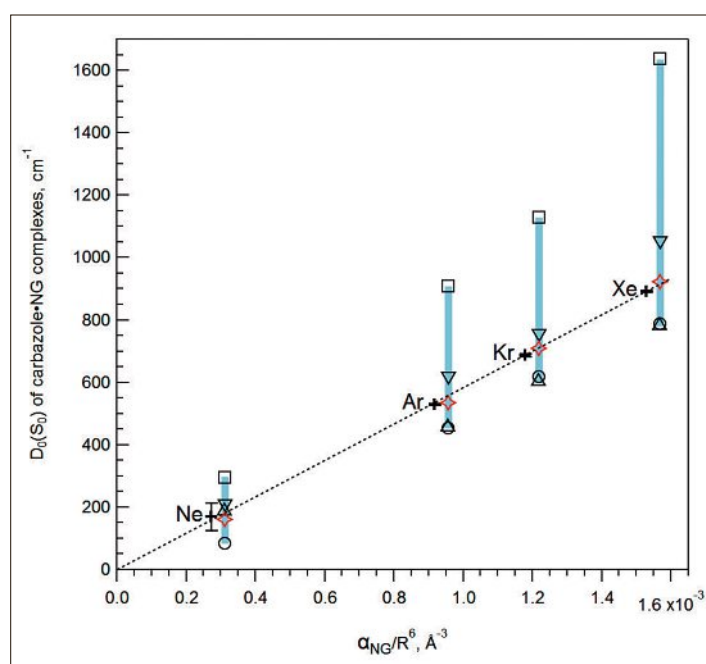 1600
1400
1200
1000
800
600
400
200
0
D₀(S₀) of carbazole•NG complexes, cm⁻¹
Ne
Ar
Kr
Xe
0.0 0.2 0.4 0.6 0.8 1.0 1.2 1.4 1.6 x10⁻³
α_NG/R⁶, Å⁻³